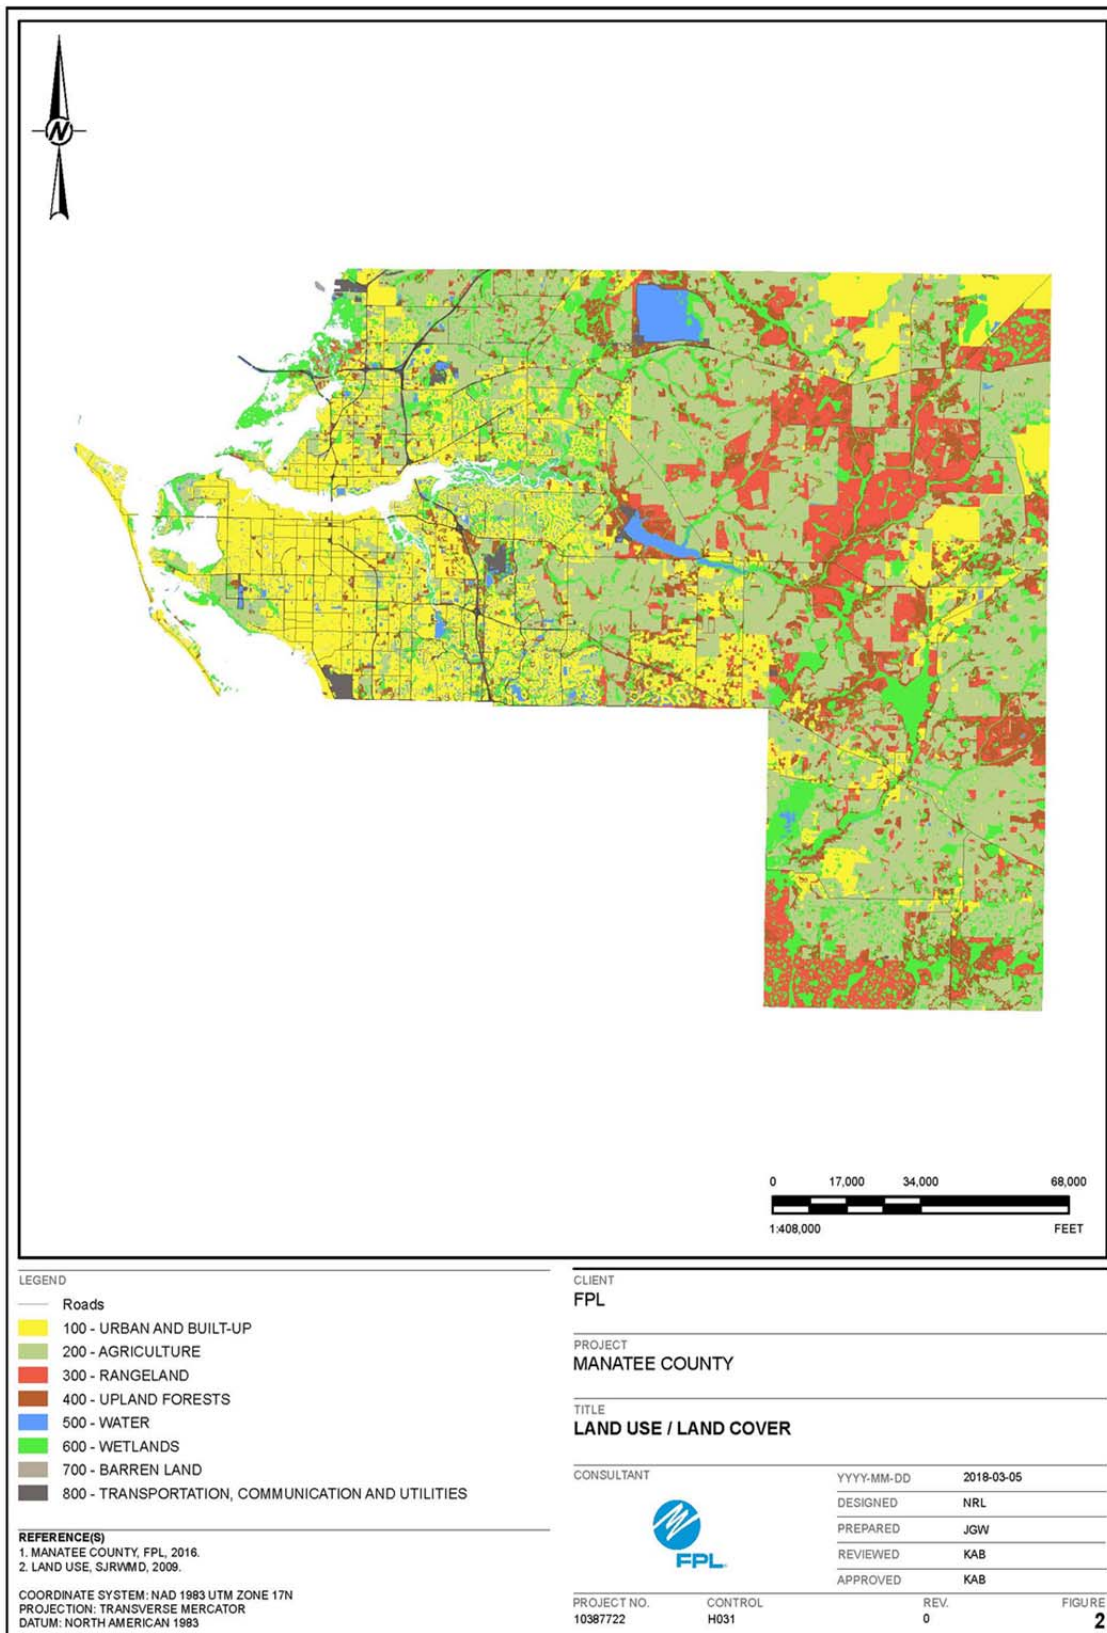 N
0 17,000 34,000 68,000
1:408,000 FEET
LEGEND
Roads
100 - URBAN AND BUILT-UP
200 - AGRICULTURE
300 - RANGELAND
400 - UPLAND FORESTS
500 - WATER
600 - WETLANDS
700 - BARREN LAND
800 - TRANSPORTATION, COMMUNICATION AND UTILITIES
REFERENCE(S)
1. MANATEE COUNTY, FPL, 2016.
2. LAND USE, SJRWMD, 2009.
COORDINATE SYSTEM: NAD 1983 UTM ZONE 17N
PROJECTION: TRANSVERSE MERCATOR
DATUM: NORTH AMERICAN 1983
CLIENT
FPL
PROJECT
MANATEE COUNTY
TITLE
LAND USE / LAND COVER
CONSULTANT
FPL
YYYY-MM-DD 2018-03-05
DESIGNED NRL
PREPARED JGW
REVIEWED KAB
APPROVED KAB
PROJECT NO. CONTROL REV. FIGURE
10387722 H031 0 2